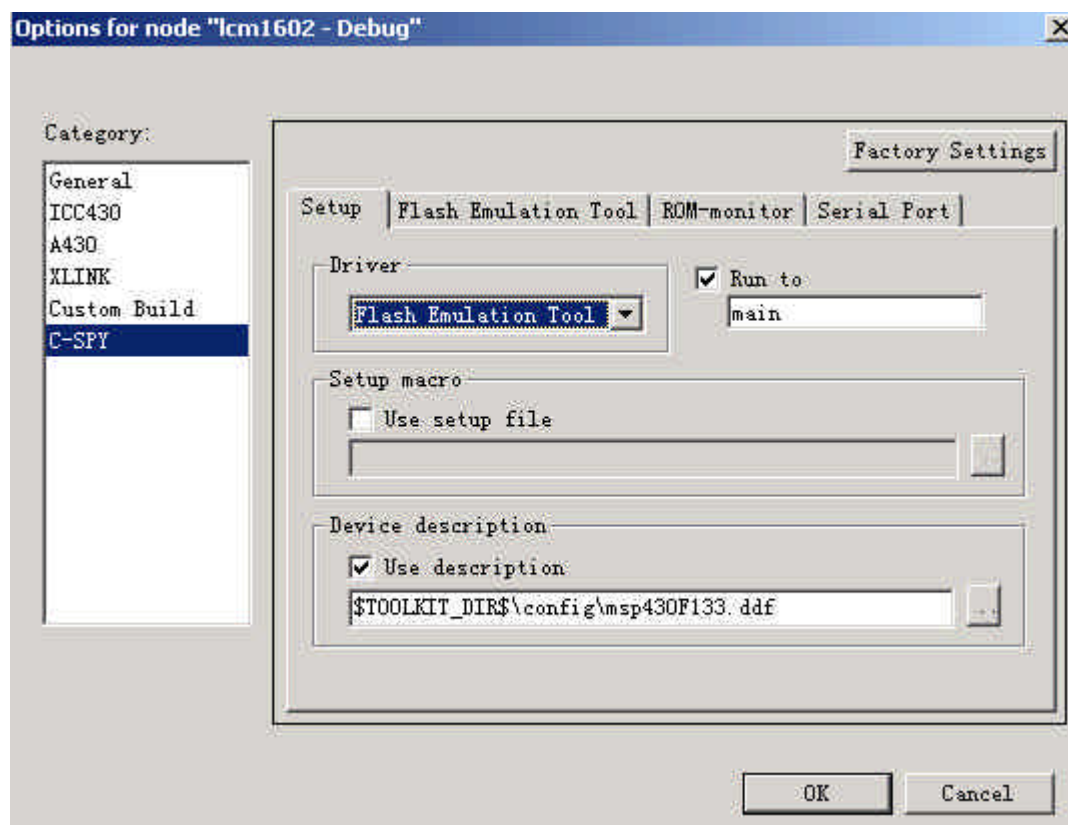 Options for node "lcm1602 - Debug"
Category:
Factory Settings
General
ICC430
A430
XLINK
Custom Build
C-SPY
Setup Flash Emulation Tool ROM-monitor Serial Port
Driver
Flash Emulation Tool
Run to
main
Setup macro
Use setup file
Device description
Use description
$TOOLKIT_DIR$\config\msp430F133.ddf
..
OK Cancel